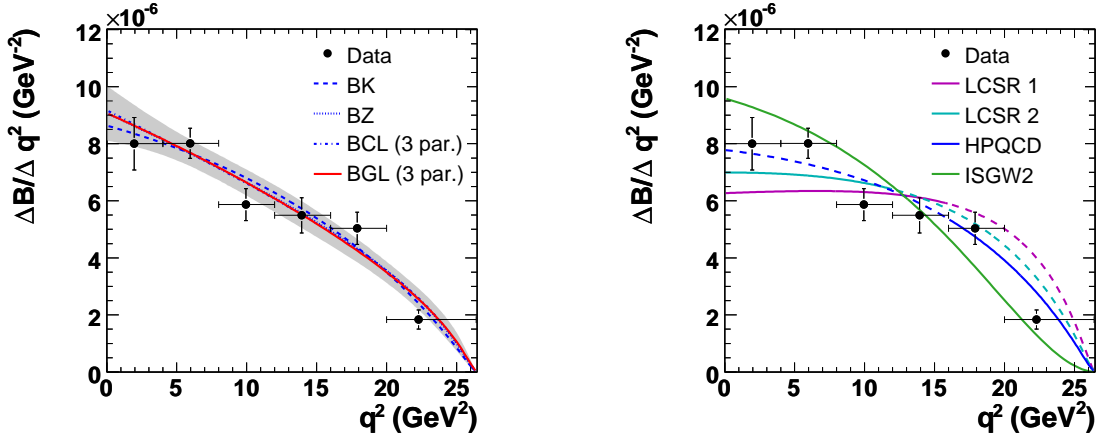 ×10⁻⁶
12
10
8
6
4
2
0
ΔB/Δ q² (GeV⁻²)
Data
BK
BZ
BCL (3 par.)
BGL (3 par.)
0 5 10 15 20 25
q² (GeV²)
×10⁻⁶
12
10
8
6
4
2
0
ΔB/Δ q² (GeV⁻²)
Data
LCSR 1
LCSR 2
HPQCD
ISGW2
0 5 10 15 20 25
q² (GeV²)